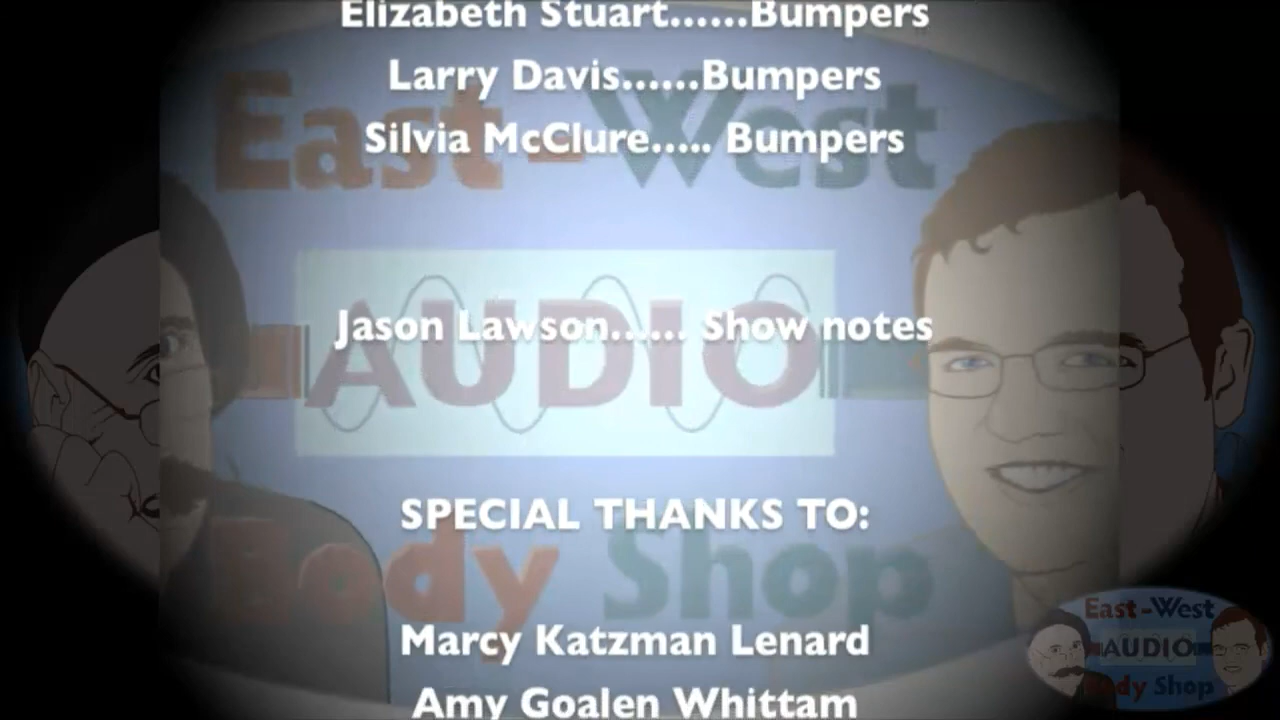 Elizabeth Stuart......Bumpers
Larry Davis......Bumpers
East-West
Silvia McClure..... Bumpers
Jason Lawson...... Show notes
AUDIO
SPECIAL THANKS TO:
Body Shop
Marcy Katzman Lenard
Amy Goalen Whittam
East-West
AUDIO
Body Shop